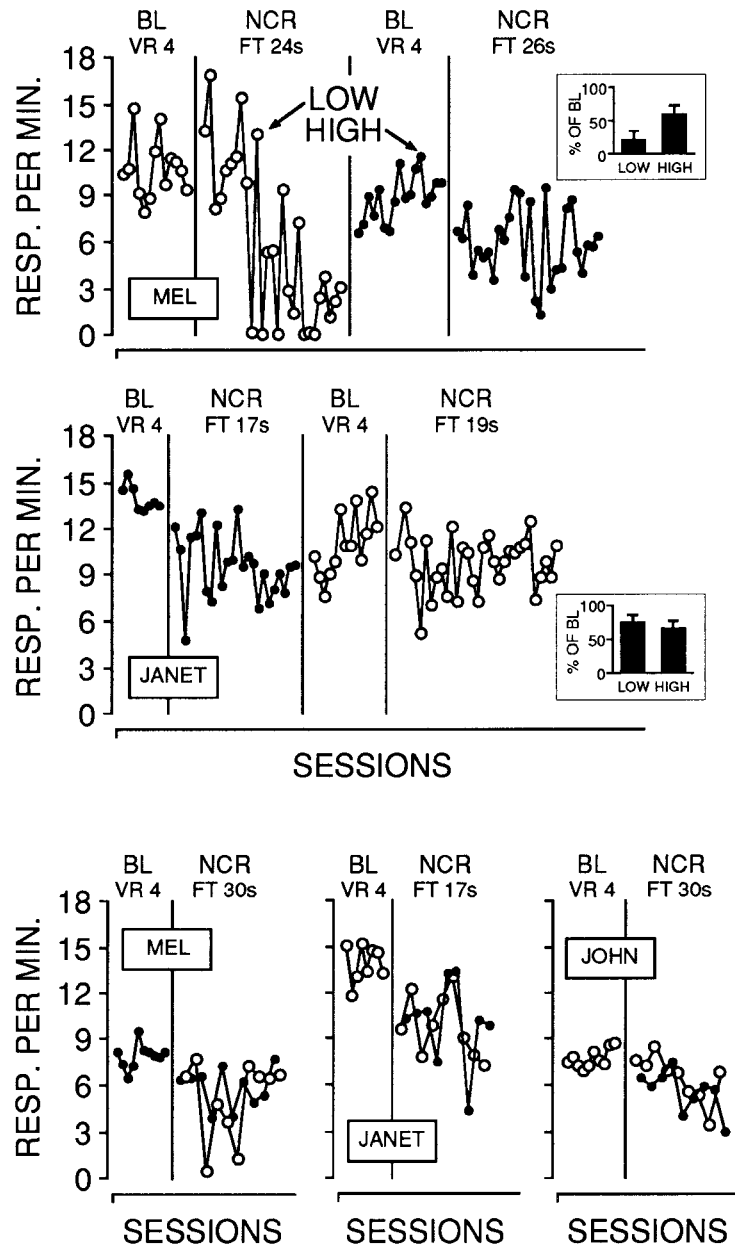 BL NCR BL NCR
VR 4 FT 24s VR 4 FT 26s
RESP. PER MIN.
18
15
12
9
6
3
0
LOW
HIGH
MEL
% OF BL
100
50
0
LOW HIGH
BL NCR BL NCR
VR 4 FT 17s VR 4 FT 19s
RESP. PER MIN.
18
15
12
9
6
3
0
JANET
% OF BL
100
50
0
LOW HIGH
SESSIONS
BL NCR BL NCR BL NCR
VR 4 FT 30s VR 4 FT 17s VR 4 FT 30s
RESP. PER MIN.
18
15
12
9
6
3
0
MEL
JANET
JOHN
SESSIONS SESSIONS SESSIONS